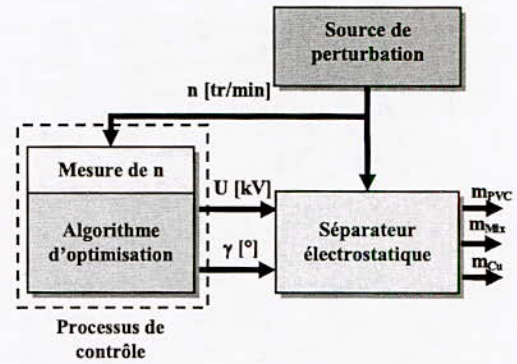 Source de
perturbation
n [tr/min]
Mesure de n
Algorithme
d'optimisation
U [kV]
γ [°]
Séparateur
électrostatique
mPVC
mMix
mCu
Processus de
contrôle